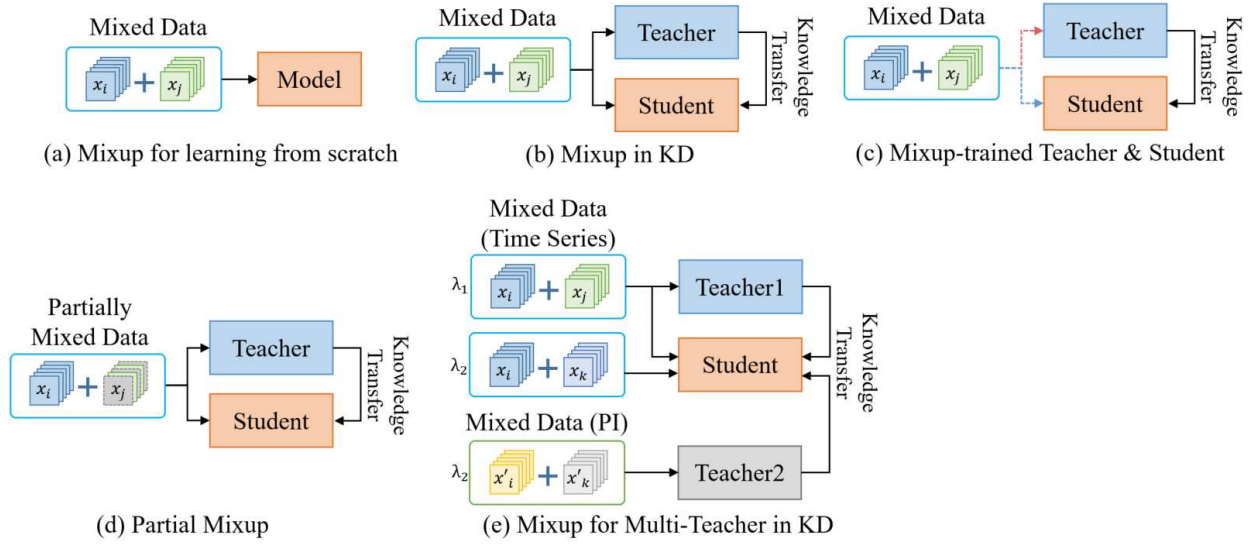 Mixed Data
x_i + x_j
Model
(a) Mixup for learning from scratch
Mixed Data
x_i + x_j
Teacher
Student
Knowledge
Transfer
(b) Mixup in KD
Mixed Data
x_i + x_j
Teacher
Student
Knowledge
Transfer
(c) Mixup-trained Teacher & Student
Partially
Mixed Data
x_i + x_j
Teacher
Student
Knowledge
Transfer
(d) Partial Mixup
Mixed Data
(Time Series)
λ₁ x_i + x_j
Teacher1
λ₂ x_i + x_k
Student
Mixed Data (PI)
λ₂ x'_i + x'_k
Teacher2
Knowledge
Transfer
(e) Mixup for Multi-Teacher in KD